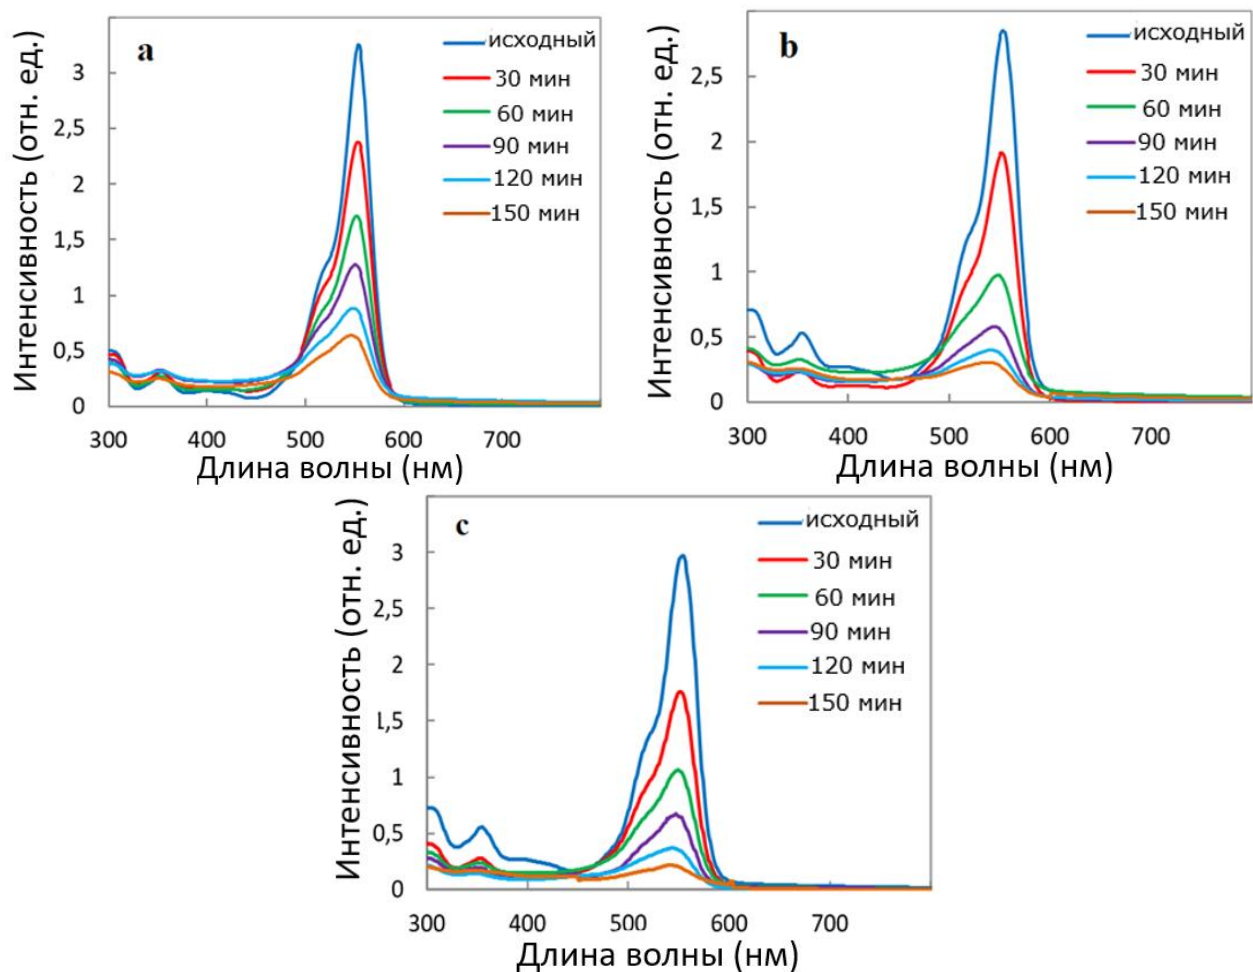 a
Интенсивность (отн. ед.)
3
2,5
2
1,5
1
0,5
0
300 400 500 600 700
Длина волны (нм)
исходный
30 мин
60 мин
90 мин
120 мин
150 мин
b
Интенсивность (отн. ед.)
2,5
2
1,5
1
0,5
0
300 400 500 600 700
Длина волны (нм)
исходный
30 мин
60 мин
90 мин
120 мин
150 мин
c
Интенсивность (отн. ед.)
3
2,5
2
1,5
1
0,5
0
300 400 500 600 700
Длина волны (нм)
исходный
30 мин
60 мин
90 мин
120 мин
150 мин